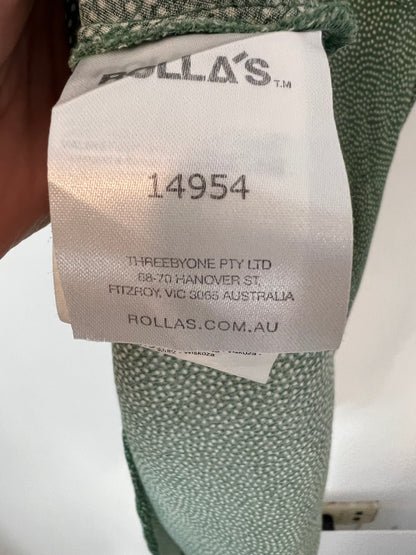 ROLLA'S TM
14954
THREEBYONE PTY LTD
68-70 HANOVER ST,
FITZROY, VIC 3065 AUSTRALIA
ROLLAS.COM.AU